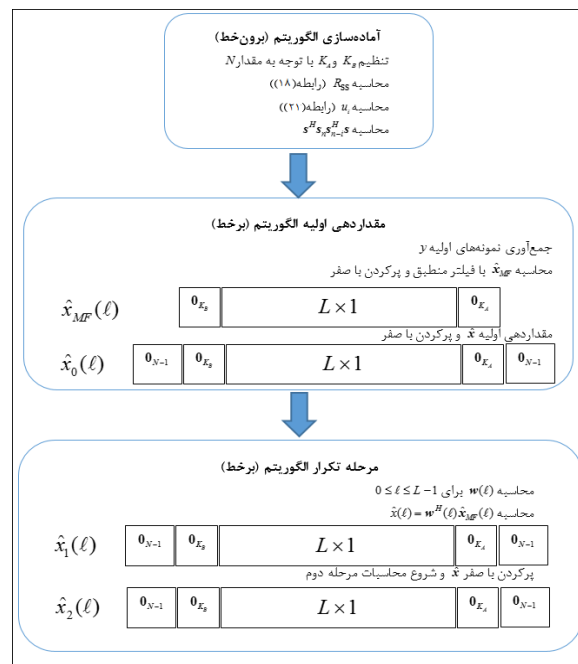 آماده‌سازی الگوریتم (برون‌خط)
تنظیم K_B و K_A با توجه به مقدار N
محاسبه R_SS (رابطه(۱۸))
محاسبه u_i (رابطه(۲۱))
محاسبه s^H s_n s_{n-i}^H s
مقداردهی اولیه الگوریتم (برخط)
جمع‌آوری نمونه‌های اولیه y
محاسبه x̂_MF با فیلتر منطبق و پرکردن با صفر
x̂_MF(ℓ) 0_{K_B} L×1 0_{K_A}
مقداردهی اولیه x̂ و پرکردن با صفر
x̂_0(ℓ) 0_{N-1} 0_{K_B} L×1 0_{K_A} 0_{N-1}
مرحله تکرار الگوریتم (برخط)
محاسبه w(ℓ) برای 0 ≤ ℓ ≤ L-1
محاسبه x̂(ℓ) = w^H(ℓ)x̂_MF(ℓ)
x̂_1(ℓ) 0_{N-1} 0_{K_B} L×1 0_{K_A} 0_{N-1}
پرکردن با صفر x̂ و شروع محاسبات مرحله دوم
x̂_2(ℓ) 0_{N-1} 0_{K_B} L×1 0_{K_A} 0_{N-1}